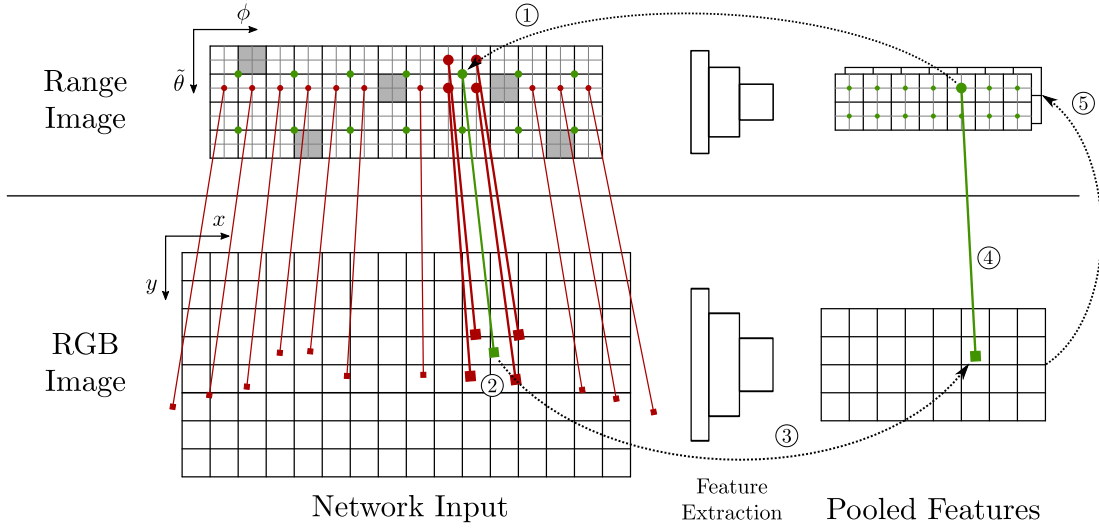 ϕ
θ̃
Range
Image
①
⑤
x
y
④
RGB
Image
②
③
Network Input
Feature
Extraction
Pooled Features